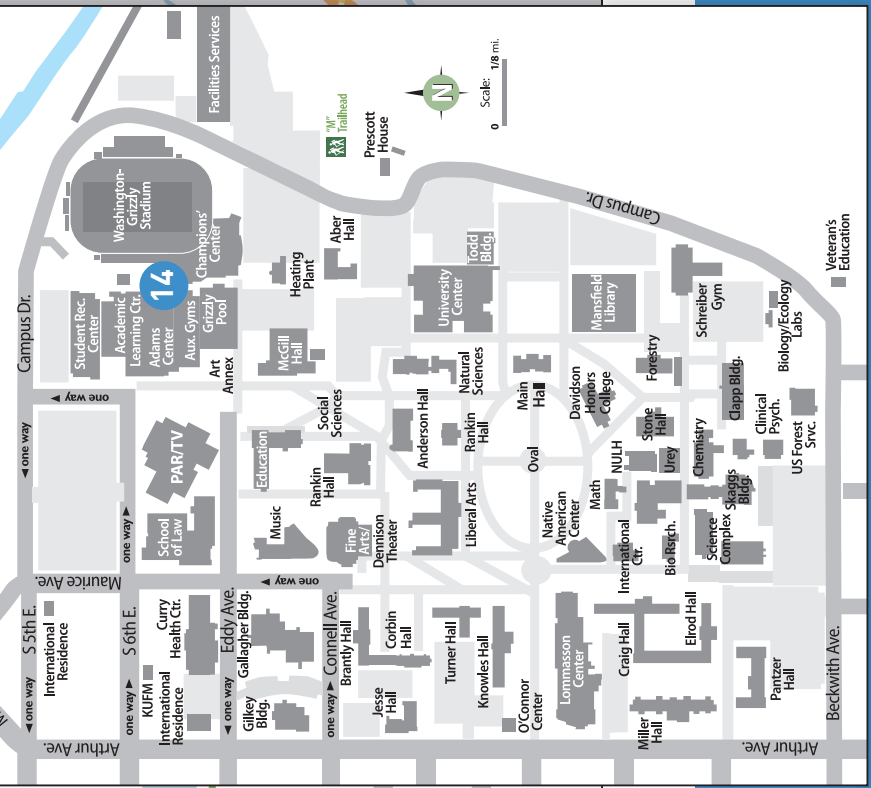 Facilities Services
Washington-
Grizzly
Stadium
Champions'
Center
14
"M"
Trailhead
N
Scale:
0
1/8 mi.
Prescott
House
Campus Dr.
Campus Dr.
Student Rec.
Center
Academic
Learning Ctr.
Adams
Center
Aux. Gyms
Grizzly
Pool
Heating
Plant
Aber
Hall
Todd
Bldg.
University
Center
Mansfield
Library
Schreiber
Gym
Veteran's
Education
Biology/Ecology
Labs
Art
Annex
McGill
Hall
Natural
Sciences
Main
Hall
Forestry
◄ one way
one way ►
Social
Sciences
Anderson Hall
Rankin
Hall
Davidson
Honors
College
Stone
Hall
Clapp Bldg.
Clinical
Psych.
US Forest
Srvc.
PAR/TV
Education
Rankin
Hall
Oval
NULH
Urey
Chemistry
School
of Law
Music
Fine
Arts/
Dennison
Theater
Liberal Arts
Native
American
Center
Math
International
Ctr.
Bio Rsrch.
Skaggs
Bldg.
Science
Complex
one way ►
Maurice Ave.
one way ►
S 5th E.
International
Residence
S 6th E.
Curry
Health Ctr.
Eddy Ave.
Gallagher Bldg.
Connell Ave.
Brantly Hall
Corbin
Hall
Turner Hall
Knowles Hall
Lommasson
Center
Craig Hall
Elrod Hall
Pantzer
Hall
Beckwith Ave.
◄ one way
one way ►
KUFM
International
Residence
◄ one way
Gilkey
Bldg.
one way ►
Jesse
Hall
O'Connor
Center
Miller
Hall
Arthur Ave.
Arthur Ave.